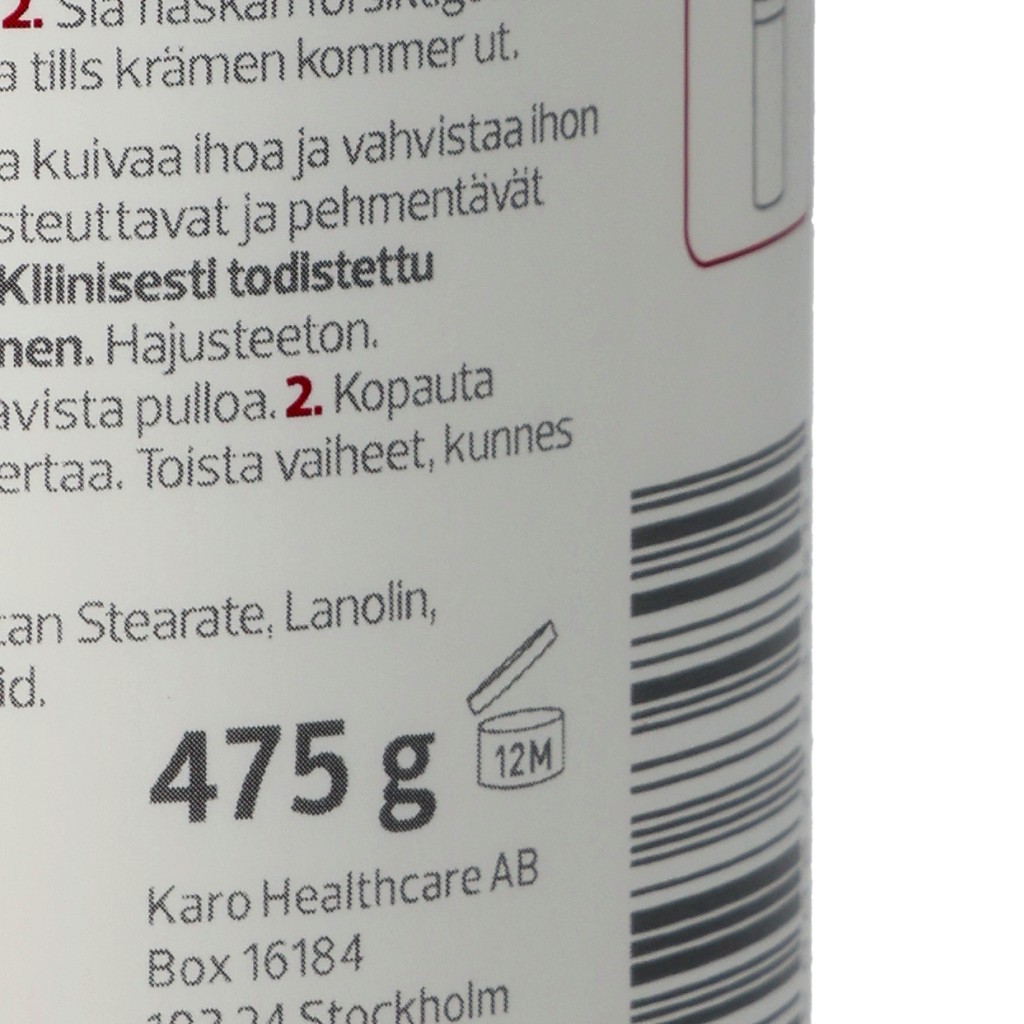 2. Slå flaskan
a tills krämen kommer ut.
a kuivaa ihoa ja vahvistaa ihon
steuttavat ja pehmentävät
Kliinisesti todistettu
nen. Hajusteeton.
avista pulloa. 2. Kopauta
ertaa. Toista vaiheet, kunnes
tan Stearate, Lanolin,
id.
475 g
12M
Karo Healthcare AB
Box 16184
103 24 Stockholm